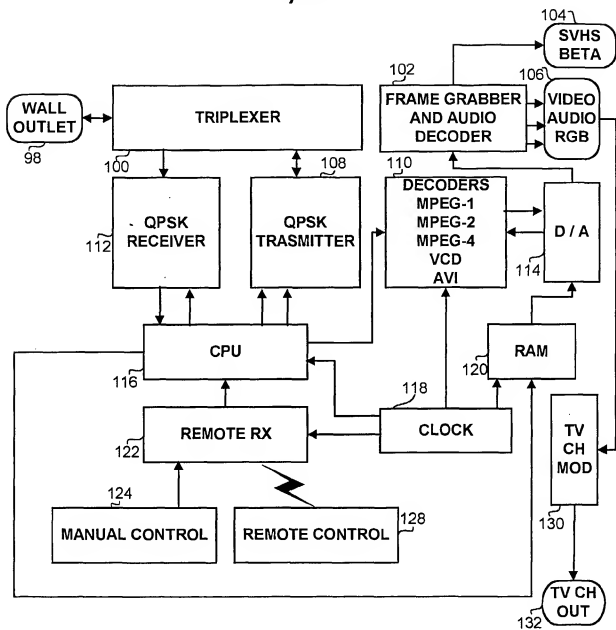 104
SVHS
BETA
102
106
WALL
OUTLET
98
TRIPLEXER
100
FRAME GRABBER
AND AUDIO
DECODER
VIDEO
AUDIO
RGB
108
110
112
QPSK
RECEIVER
QPSK
TRASMITTER
DECODERS
MPEG-1
MPEG-2
MPEG-4
VCD
AVI
D / A
114
CPU
116
RAM
120
118
CLOCK
REMOTE RX
122
TV
CH
MOD
130
124
MANUAL CONTROL
REMOTE CONTROL
128
TV CH
OUT
132